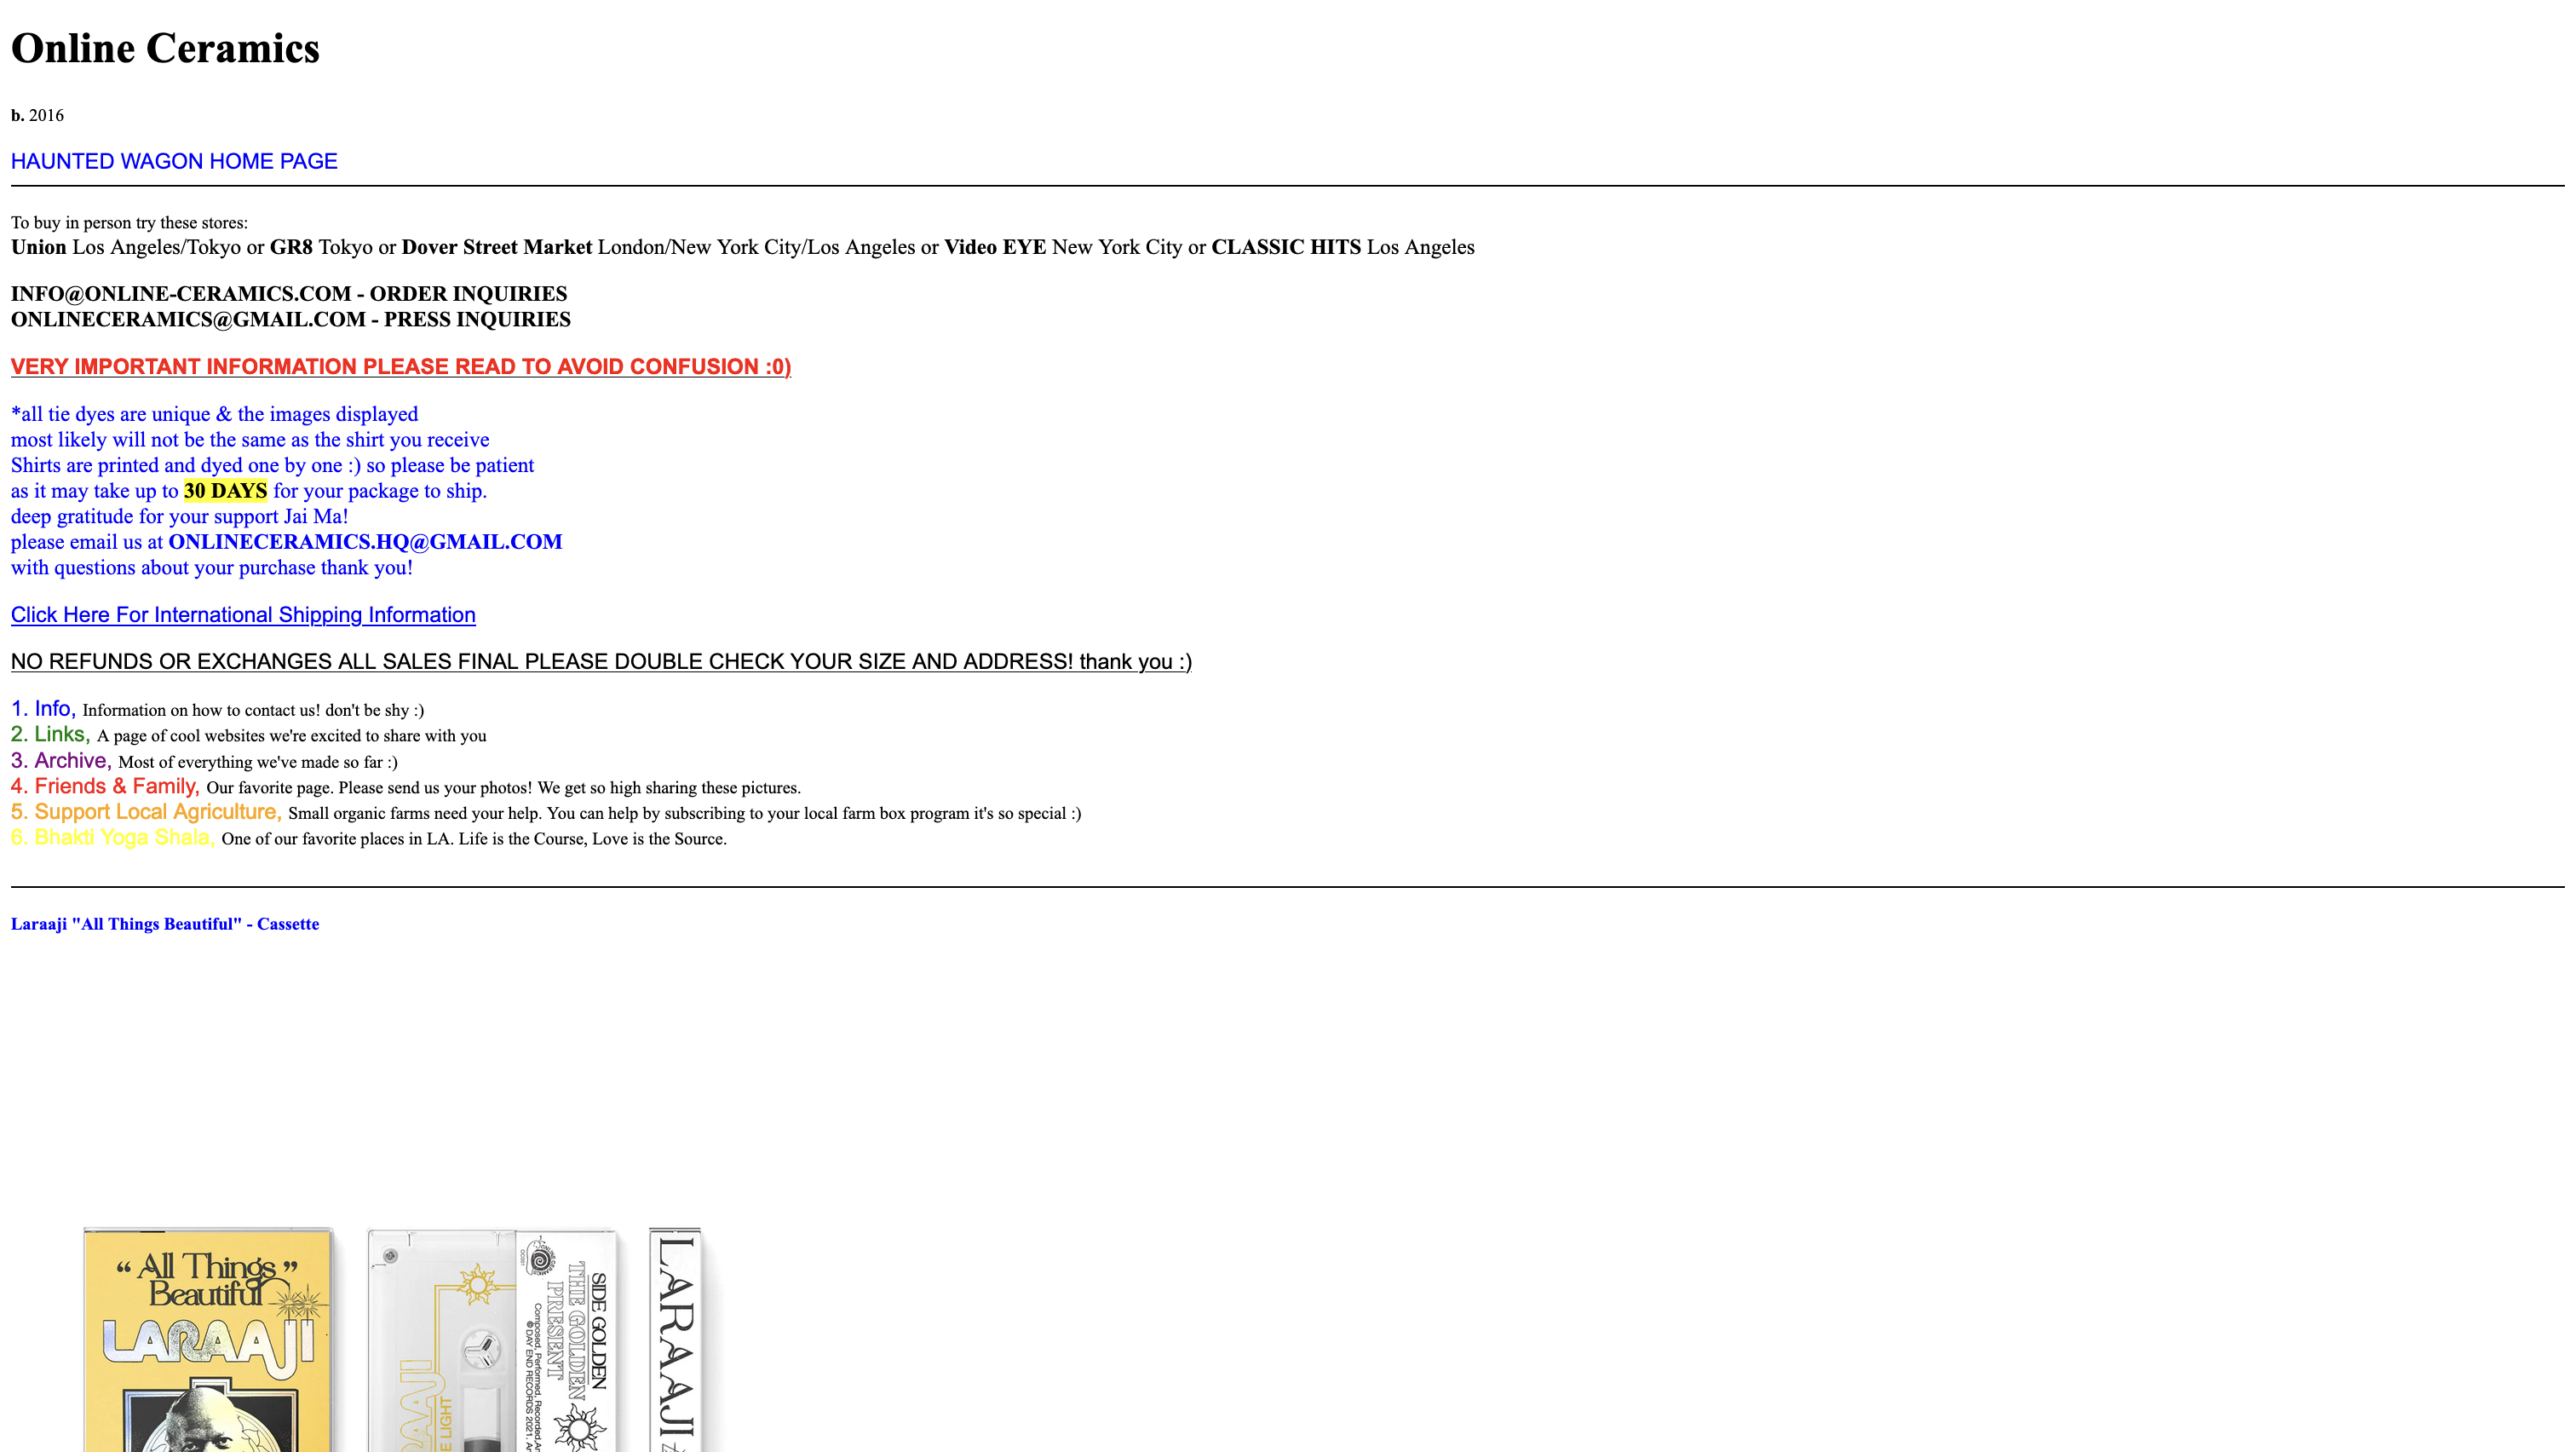 Online Ceramics
b. 2016
HAUNTED WAGON HOME PAGE
To buy in person try these stores:
Union Los Angeles/Tokyo or GR8 Tokyo or Dover Street Market London/New York City/Los Angeles or Video EYE New York City or CLASSIC HITS Los Angeles
INFO@ONLINE-CERAMICS.COM - ORDER INQUIRIES
ONLINECERAMICS@GMAIL.COM - PRESS INQUIRIES
VERY IMPORTANT INFORMATION PLEASE READ TO AVOID CONFUSION :0)
*all tie dyes are unique & the images displayed
most likely will not be the same as the shirt you receive
Shirts are printed and dyed one by one :) so please be patient
as it may take up to 30 DAYS for your package to ship.
deep gratitude for your support Jai Ma!
please email us at ONLINECERAMICS.HQ@GMAIL.COM
with questions about your purchase thank you!
Click Here For International Shipping Information
NO REFUNDS OR EXCHANGES ALL SALES FINAL PLEASE DOUBLE CHECK YOUR SIZE AND ADDRESS! thank you :)
1. Info, Information on how to contact us! don't be shy :)
2. Links, A page of cool websites we're excited to share with you
3. Archive, Most of everything we've made so far :)
4. Friends & Family, Our favorite page. Please send us your photos! We get so high sharing these pictures.
5. Support Local Agriculture, Small organic farms need your help. You can help by subscribing to your local farm box program it's so special :)
6. Bhakti Yoga Shala, One of our favorite places in LA. Life is the Course, Love is the Source.
Laraaji "All Things Beautiful" - Cassette
“ All Things ”
Beautiful
LARAAJI
SIDE GOLDEN
THE GOLDEN
PRESENT
Composed, Performed, Recorded,
© DAY END RECORDS 2021.
LIGHT
LARAAJI